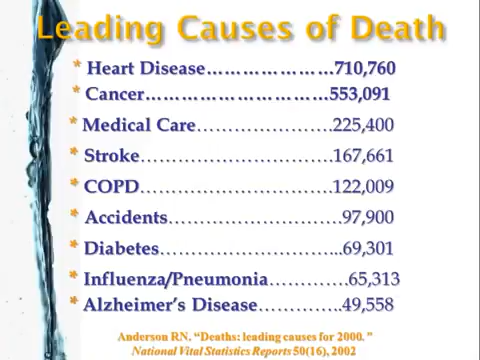 Leading Causes of Death
* Heart Disease…………………710,760
* Cancer………………………….553,091
* Medical Care…………………….225,400
* Stroke…………………………….167,661
* COPD…………………………….122,009
* Accidents………………………….97,900
* Diabetes………………………...69,301
* Influenza/Pneumonia………….65,313
* Alzheimer's Disease…………..49,558
Anderson RN. "Deaths: leading causes for 2000."
National Vital Statistics Reports 50(16), 2002